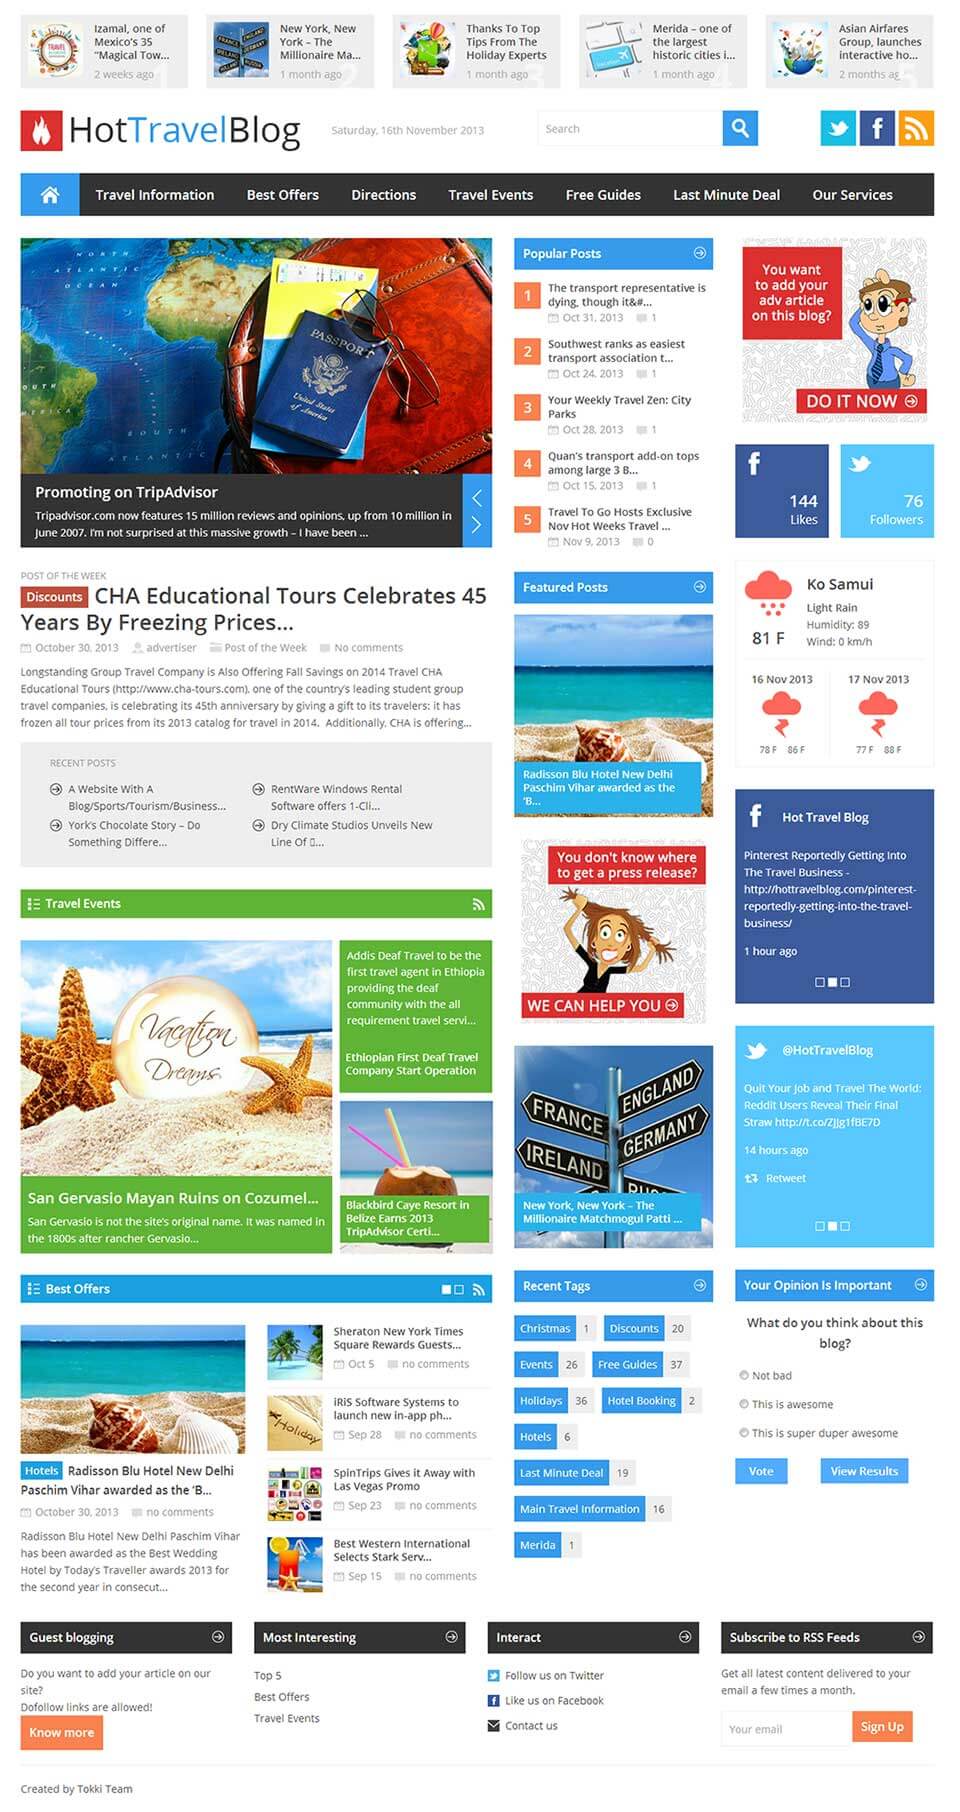 Izamal, one of
Mexico's 35
"Magical Tow...
2 weeks ago
1
New York, New
York – The
Millionaire Ma...
1 month ago
2
Thanks To Top
Tips From The
Holiday Experts
1 month ago
3
Merida – one of
the largest
historic cities i...
1 month ago
4
Asian Airfares
Group, launches
interactive ho...
2 months ag
5
HotTravelBlog
Saturday, 16th November 2013
Search
Travel Information
Best Offers
Directions
Travel Events
Free Guides
Last Minute Deal
Our Services
NORTH
ATLANTIC
OCEAN
SOUTH
ATLANTIC
PASSPORT
United States
of America
Promoting on TripAdvisor
Tripadvisor.com now features 15 million reviews and opinions, up from 10 million in
June 2007. I'm not surprised at this massive growth – I have been ...
POST OF THE WEEK
Discounts CHA Educational Tours Celebrates 45
Years By Freezing Prices...
October 30, 2013 advertiser Post of the Week No comments
Longstanding Group Travel Company is Also Offering Fall Savings on 2014 Travel CHA
Educational Tours (http://www.cha-tours.com), one of the country's leading student group
travel companies, is celebrating its 45th anniversary by giving a gift to its travelers: it has
frozen all tour prices from its 2013 catalog for travel in 2014. Additionally, CHA is offering...
RECENT POSTS
A Website With A
Blog/Sports/Tourism/Business...
York's Chocolate Story – Do
Something Differe...
RentWare Windows Rental
Software offers 1-Cli...
Dry Climate Studios Unveils New
Line Of ...
Travel Events
Vacation
Dreams
San Gervasio Mayan Ruins on Cozumel...
San Gervasio is not the site's original name. It was named in
the 1800s after rancher Gervasio...
Addis Deaf Travel to be the
first travel agent in Ethiopia
providing the deaf
community with the all
requirement travel servi...
Ethiopian First Deaf Travel
Company Start Operation
Blackbird Caye Resort in
Belize Earns 2013
TripAdvisor Certi...
Best Offers
Hotels Radisson Blu Hotel New Delhi
Paschim Vihar awarded as the 'B...
October 30, 2013 no comments
Radisson Blu Hotel New Delhi Paschim Vihar
has been awarded as the Best Wedding
Hotel by Today's Traveller awards 2013 for
the second year in consecut...
Sheraton New York Times
Square Rewards Guests...
Oct 5 no comments
Holiday
iRiS Software Systems to
launch new in-app ph...
Sep 28 no comments
SpinTrips Gives it Away with
Las Vegas Promo
Sep 23 no comments
Best Western International
Selects Stark Serv...
Sep 15 no comments
Popular Posts
1
The transport representative is
dying, though it&#...
Oct 31, 2013 1
2
Southwest ranks as easiest
transport association t...
Oct 24, 2013 1
3
Your Weekly Travel Zen: City
Parks
Oct 28, 2013 1
4
Quan's transport add-on tops
among large 3 B...
Oct 15, 2013 1
5
Travel To Go Hosts Exclusive
Nov Hot Weeks Travel ...
Nov 9, 2013 0
Featured Posts
Radisson Blu Hotel New Delhi
Paschim Vihar awarded as the
'B...
You don't know where
to get a press release?
WE CAN HELP YOU
FRANCE
ENGLAND
IRELAND
GERMANY
New York, New York – The
Millionaire Matchmogul Patti ...
Recent Tags
Christmas 1 Discounts 20
Events 26 Free Guides 37
Holidays 36 Hotel Booking 2
Hotels 6
Last Minute Deal 19
Main Travel Information 16
Merida 1
You want
to add your
adv article
on this blog?
DO IT NOW
144
Likes
76
Followers
Ko Samui
Light Rain
Humidity: 89
Wind: 0 km/h
81 F
16 Nov 2013
78 F 86 F
17 Nov 2013
77 F 88 F
Hot Travel Blog
Pinterest Reportedly Getting Into
The Travel Business -
http://hottravelblog.com/pinterest-
reportedly-getting-into-the-travel-
business/
1 hour ago
@HotTravelBlog
Quit Your Job and Travel The World:
Reddit Users Reveal Their Final
Straw http://t.co/ZJJg1fBE7D
14 hours ago
Retweet
Your Opinion Is Important
What do you think about this
blog?
Not bad
This is awesome
This is super duper awesome
Vote
View Results
Guest blogging
Do you want to add your article on our
site?
Dofollow links are allowed!
Know more
Most Interesting
Top 5
Best Offers
Travel Events
Interact
Follow us on Twitter
Like us on Facebook
Contact us
Subscribe to RSS Feeds
Get all latest content delivered to your
email a few times a month.
Your email
Sign Up
Created by Tokki Team